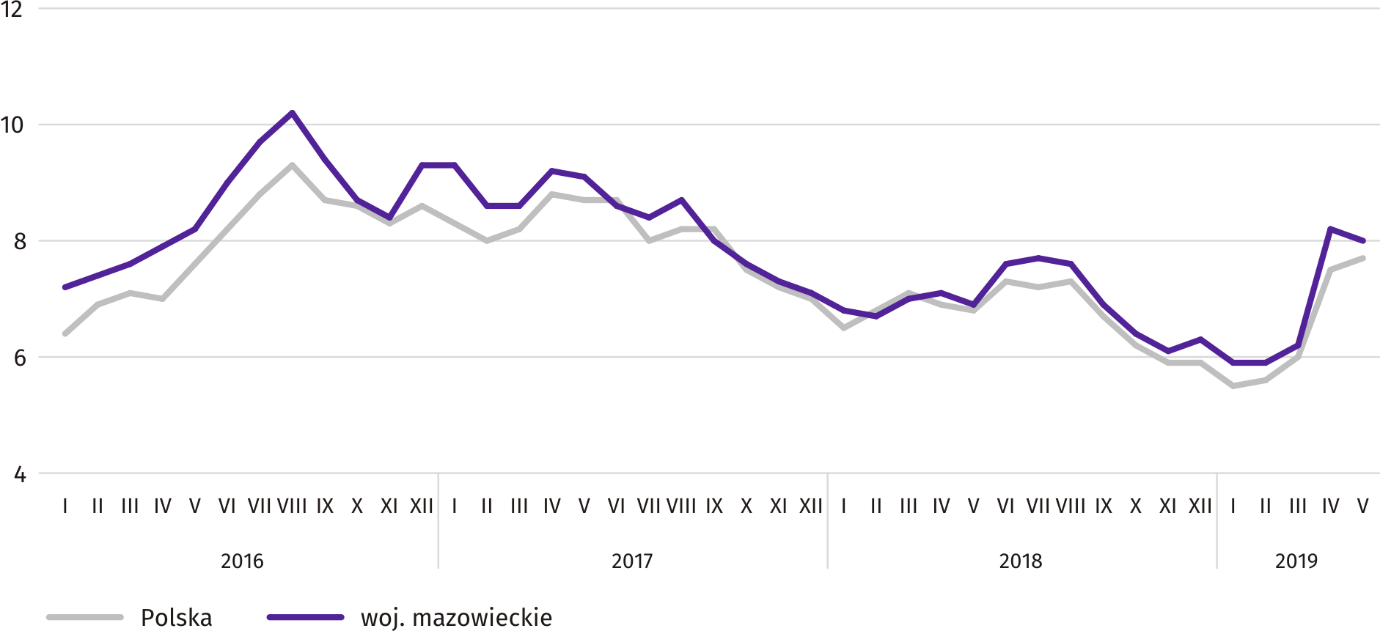 12
10
8
6
4
I II III IV V VI VII VIII IX X XI XII I II III IV V VI VII VIII IX X XI XII I II III IV V VI VII VIII IX X XI XII I II III IV V
2016 2017 2018 2019
Polska woj. mazowieckie